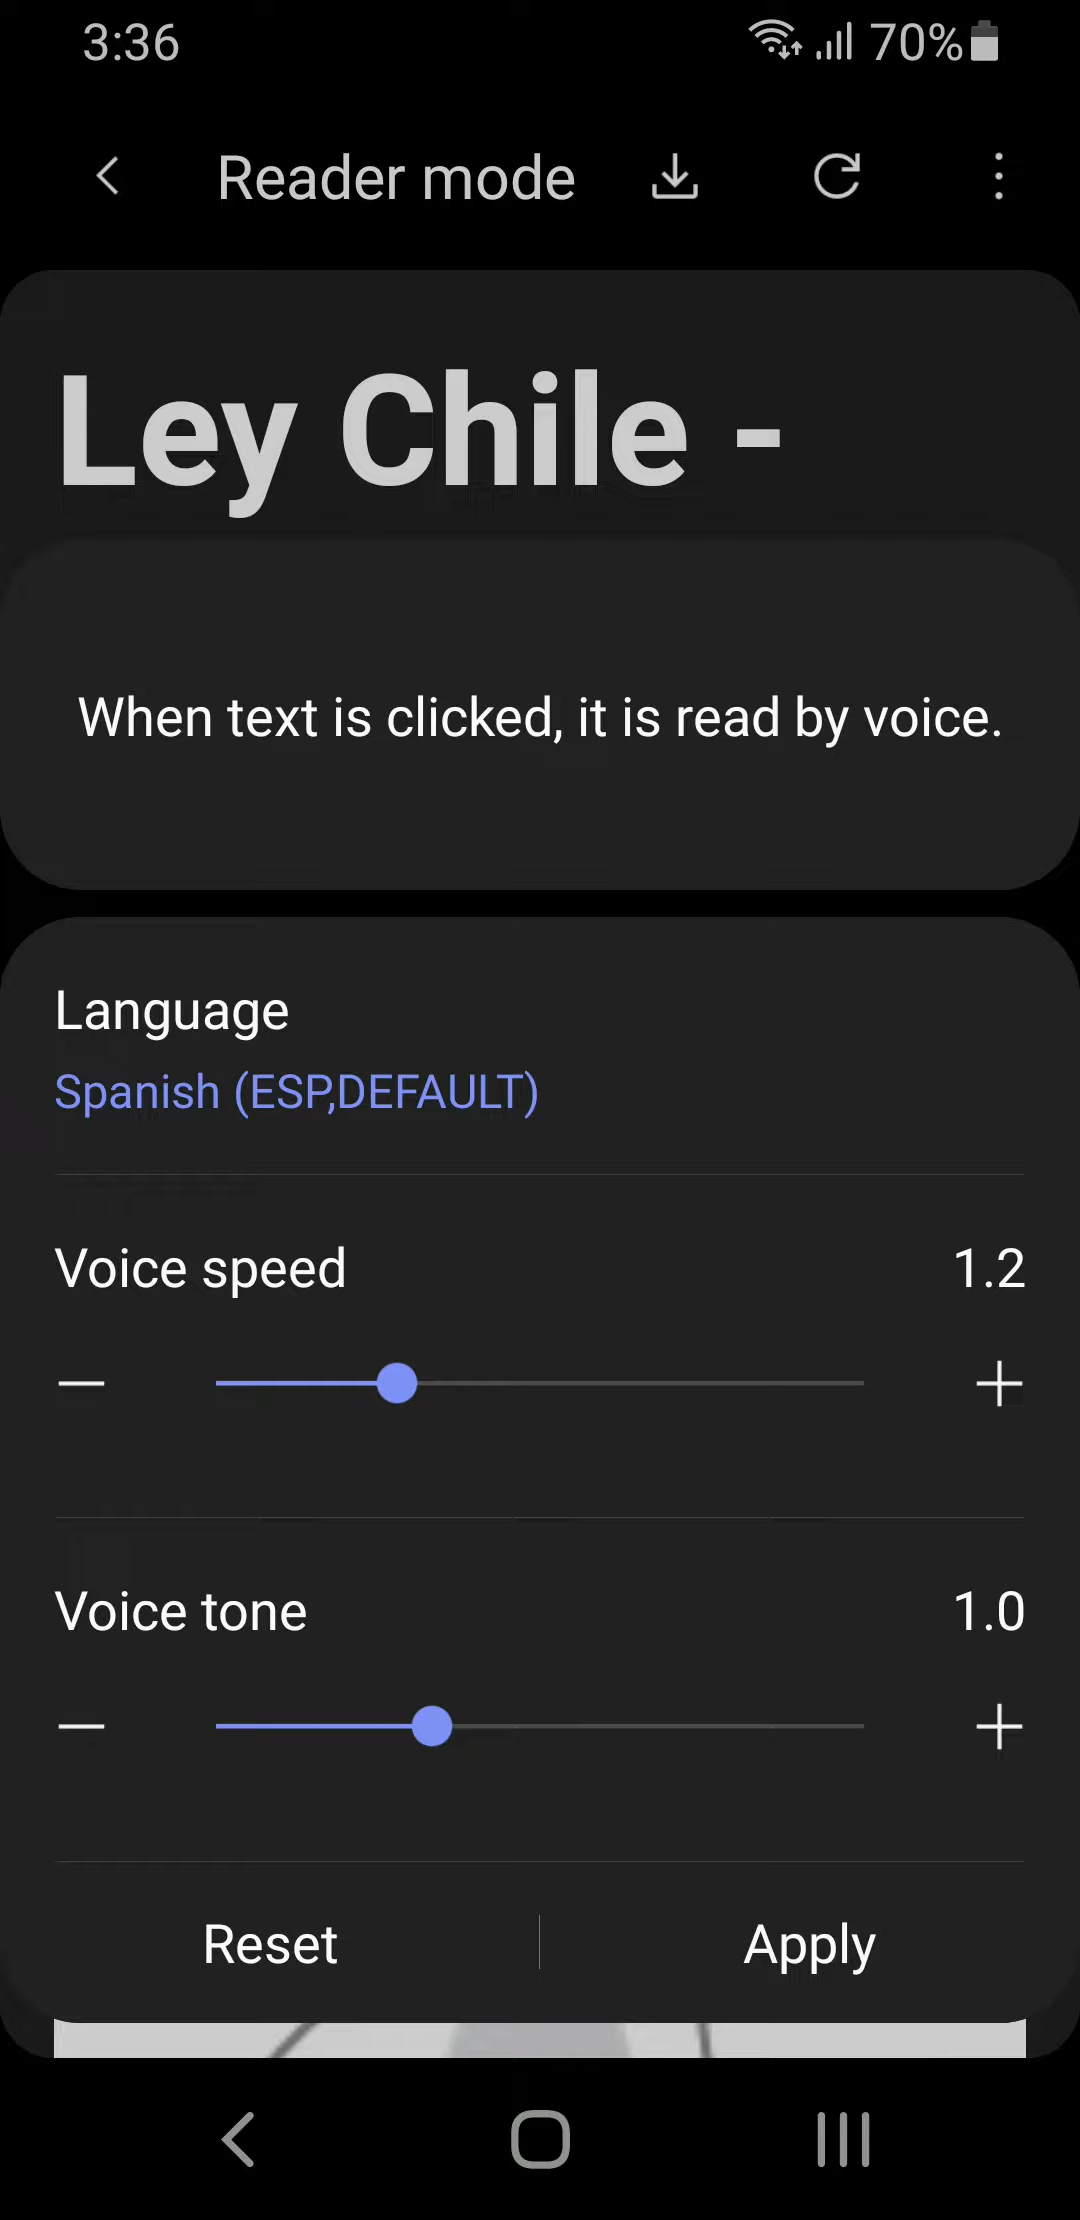 3:36 70%
Reader mode
Ley Chile -
When text is clicked, it is read by voice.
Language
Spanish (ESP,DEFAULT)
Voice speed 1.2
Voice tone 1.0
Reset Apply